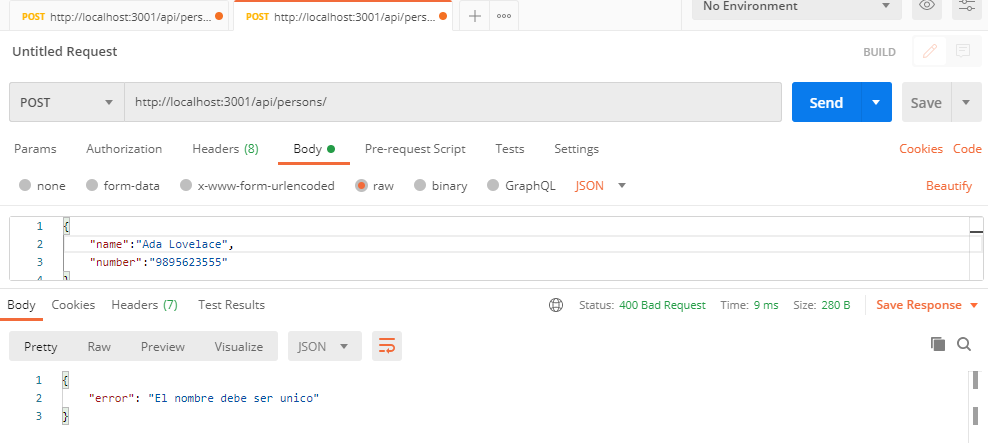 POST http://localhost:3001/api/pers... POST http://localhost:3001/api/pers... No Environment
Untitled Request BUILD
POST http://localhost:3001/api/persons/ Send Save
Params Authorization Headers (8) Body Pre-request Script Tests Settings Cookies Code
none form-data x-www-form-urlencoded raw binary GraphQL JSON Beautify
1 {
2 "name":"Ada Lovelace",
3 "number":"9895623555"
4 }
Body Cookies Headers (7) Test Results Status: 400 Bad Request Time: 9 ms Size: 280 B Save Response
Pretty Raw Preview Visualize JSON
1 {
2 "error": "El nombre debe ser unico"
3 }